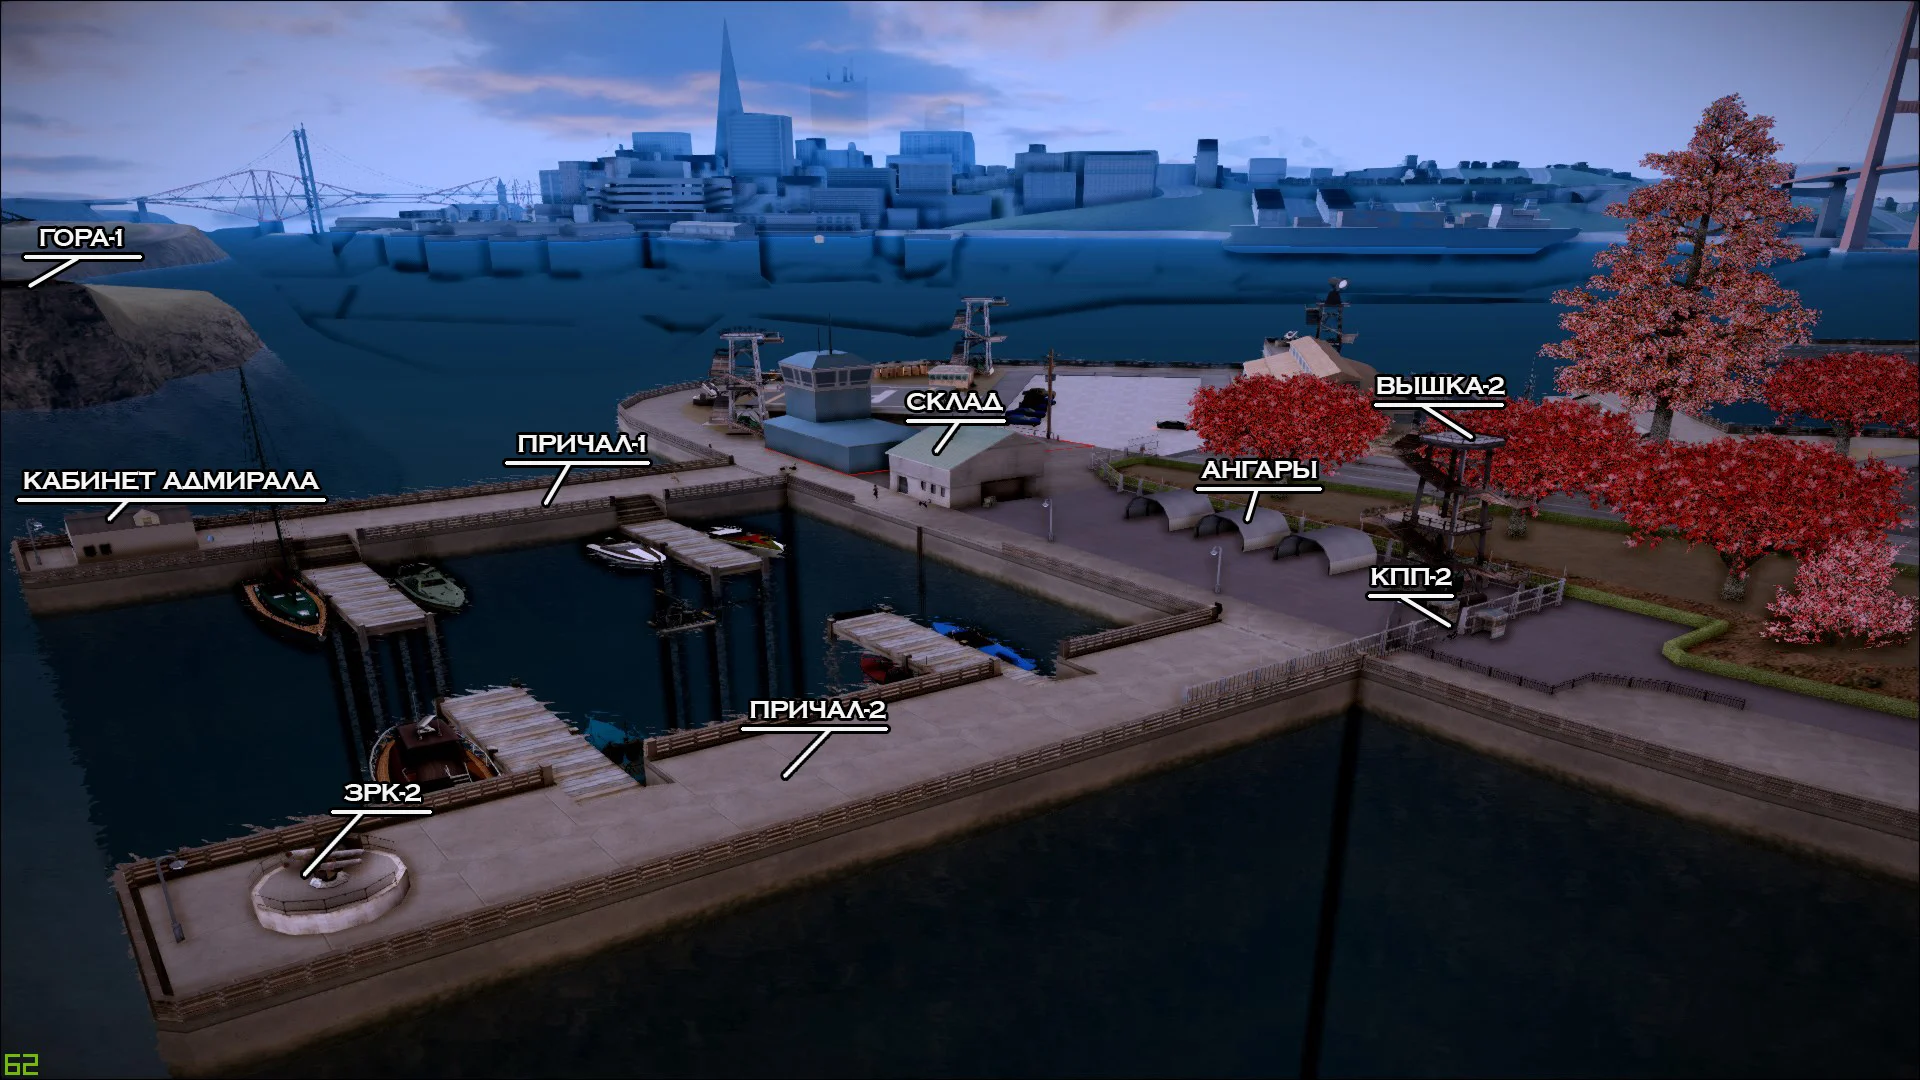 ГОРА-1
ВЫШКА-2
СКЛАД
ПРИЧАЛ-1
АНГАРЫ
КАБИНЕТ АДМИРАЛА
КПП-2
ПРИЧАЛ-2
ЗРК-2
62